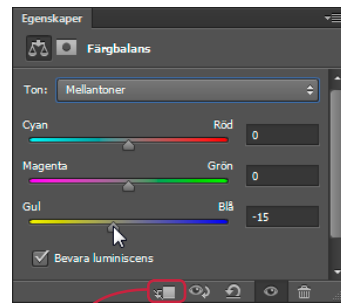 Egenskaper
Färgbalans
Ton: Mellantoner
Cyan Röd 0
Magenta Grön 0
Gul Blå -15
Bevara luminiscens